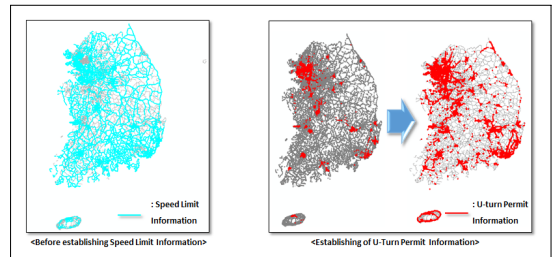 : Speed Limit
Information
<Before establishing Speed Limit Information>
: U-turn Permit
Information
<Establishing of U-Turn Permit Information>